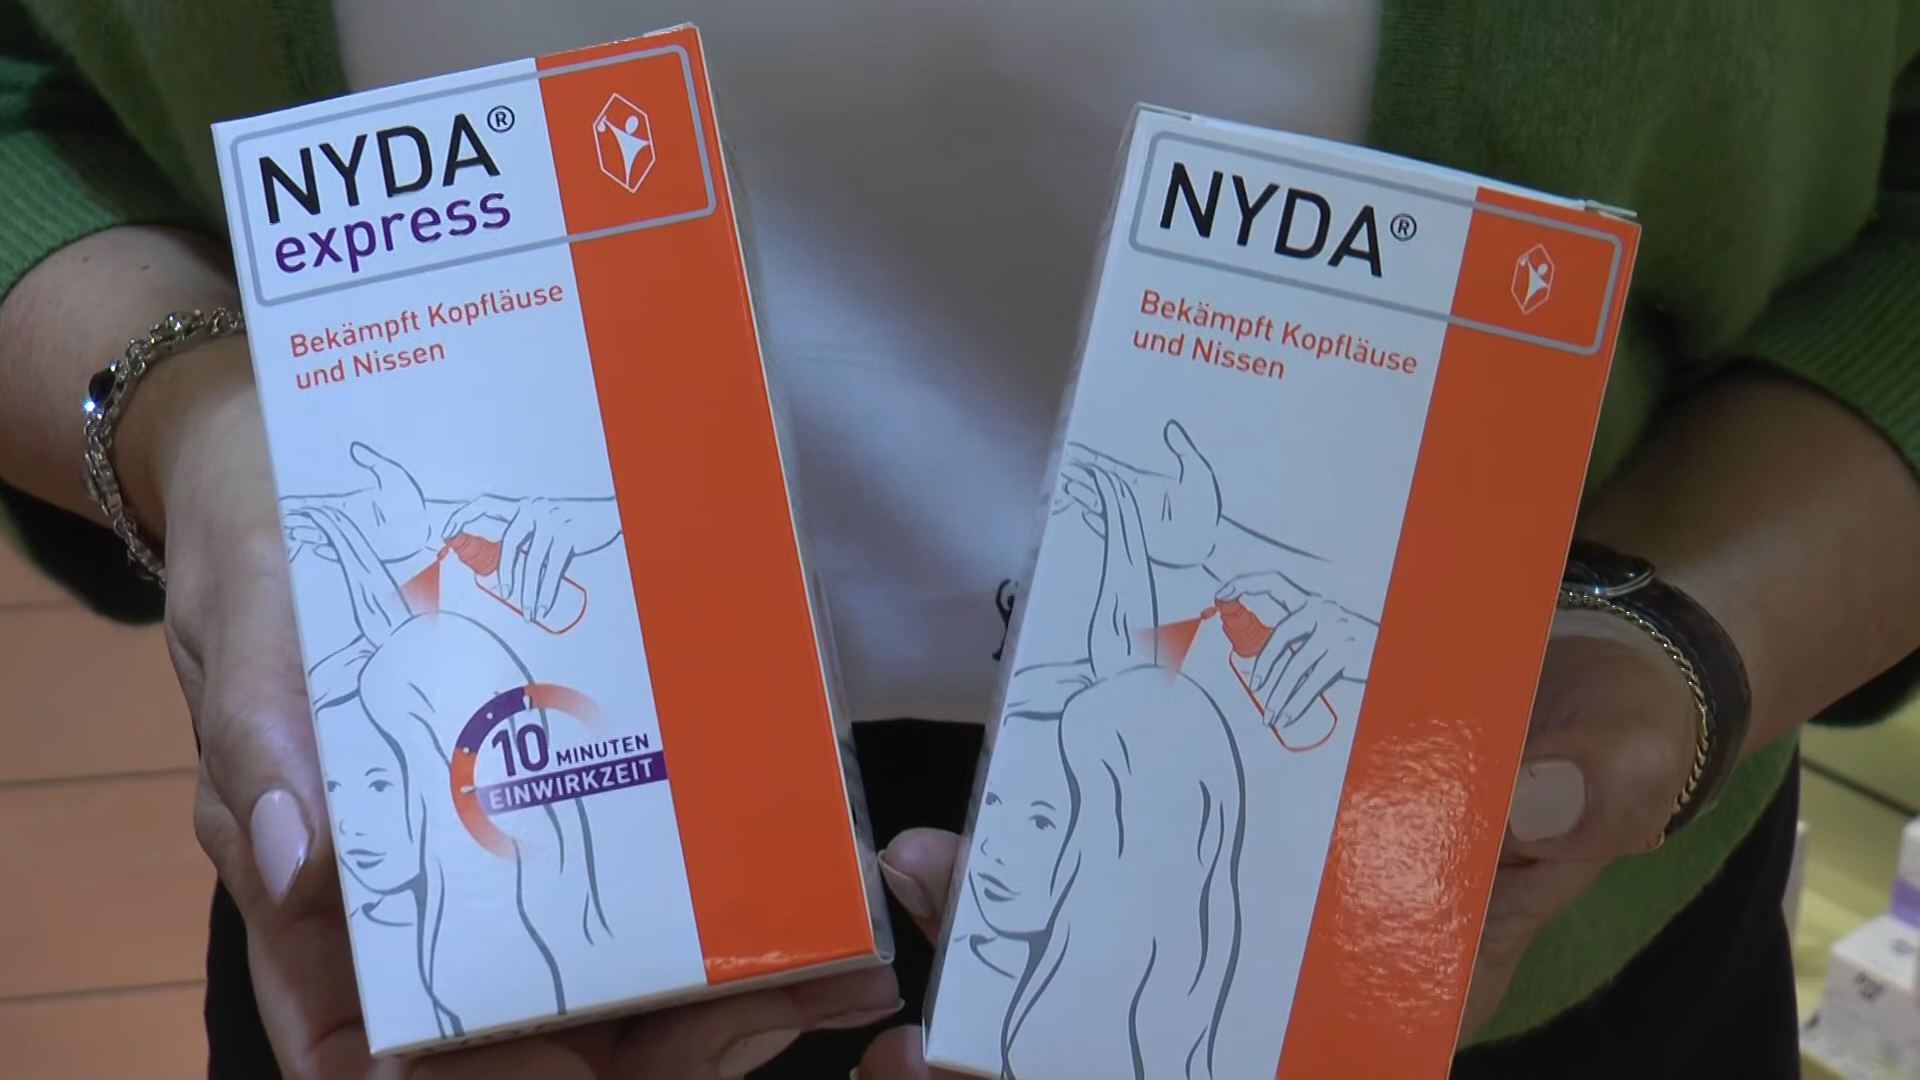 NYDA®
express
Bekämpft Kopfläuse
und Nissen
10 MINUTEN
EINWIRKZEIT
NYDA®
Bekämpft Kopfläuse
und Nissen